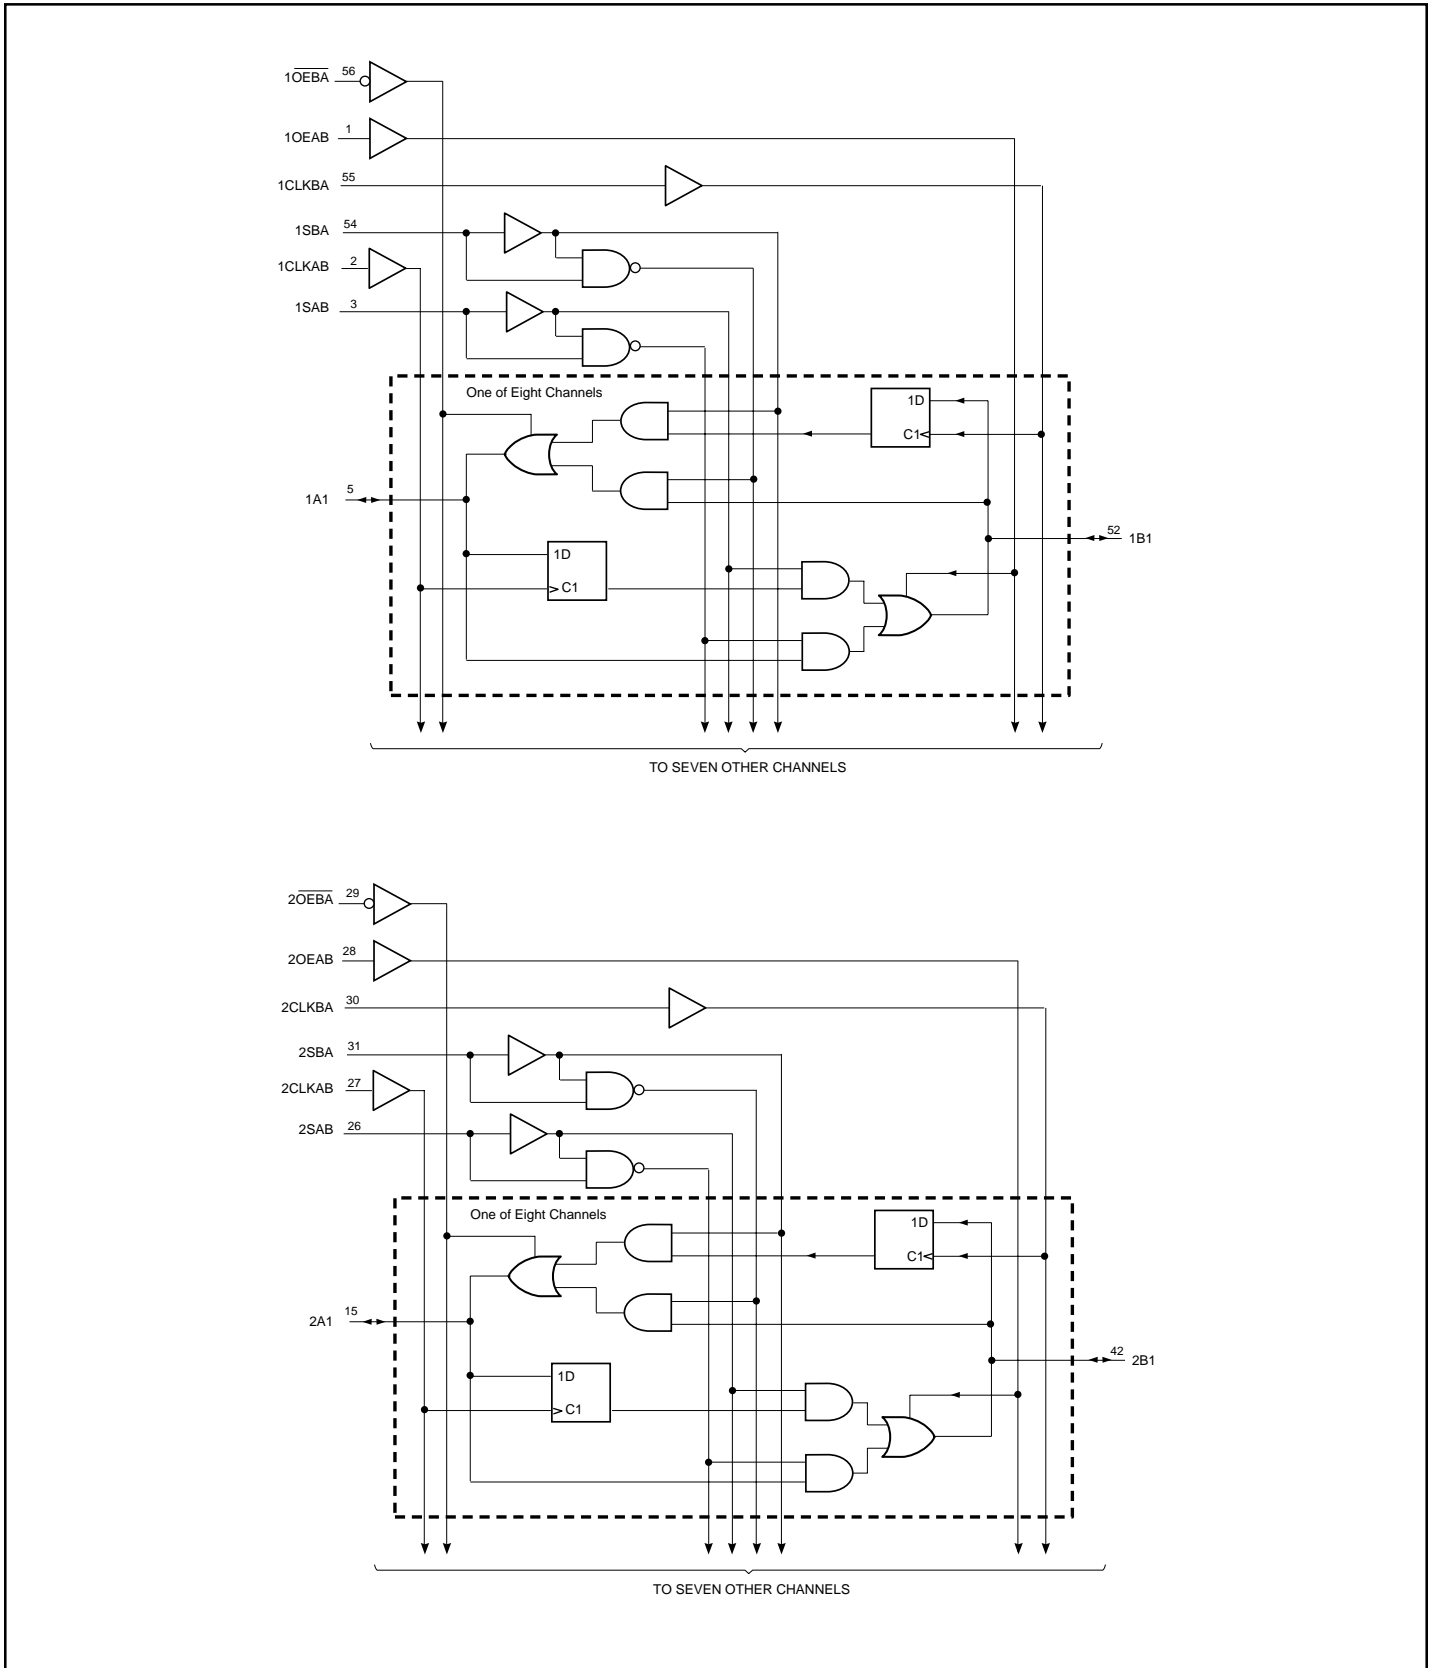 1O̅E̅B̅A̅ 56
1OEAB 1
1CLKBA 55
1SBA 54
1CLKAB 2
1SAB 3
One of Eight Channels
1D
C1
1A1 5
1D
C1
52 1B1
TO SEVEN OTHER CHANNELS
2O̅E̅B̅A̅ 29
2OEAB 28
2CLKBA 30
2SBA 31
2CLKAB 27
2SAB 26
One of Eight Channels
1D
C1
2A1 15
1D
C1
42 2B1
TO SEVEN OTHER CHANNELS